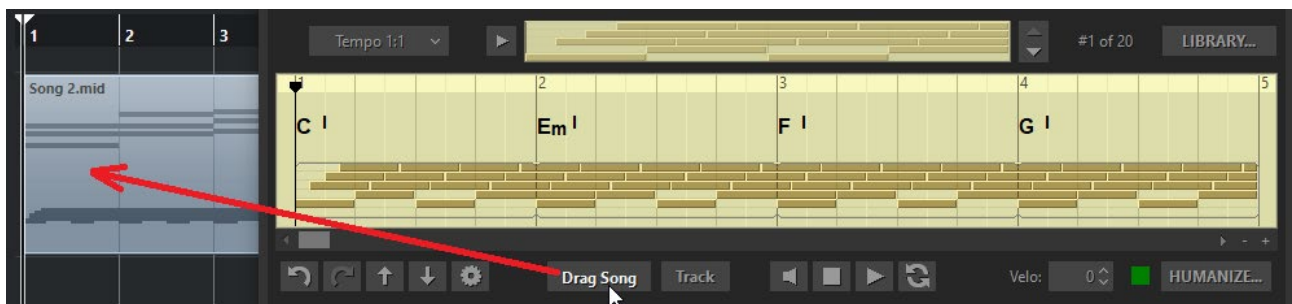 1 2 3
Tempo 1:1
#1 of 20
LIBRARY...
Song 2.mid
1 2 3 4 5
C I Em I F I G I
Drag Song
Track
Velo: 0
HUMANIZE...